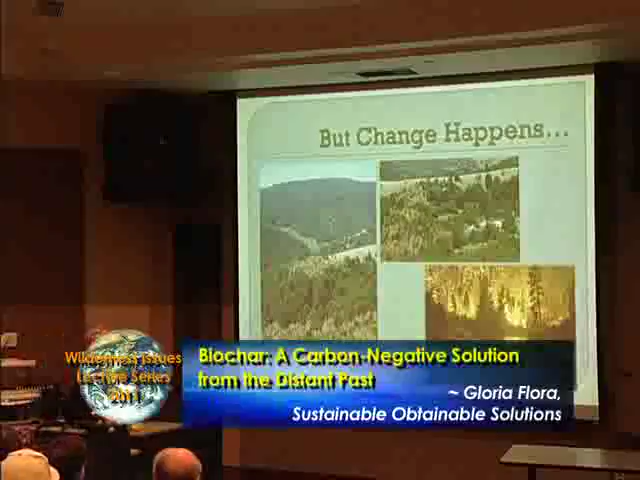 But Change Happens...
Wilderness Issues
Lecture Series
2011
Biochar: A Carbon-Negative Solution
from the Distant Past
~ Gloria Flora,
Sustainable Obtainable Solutions